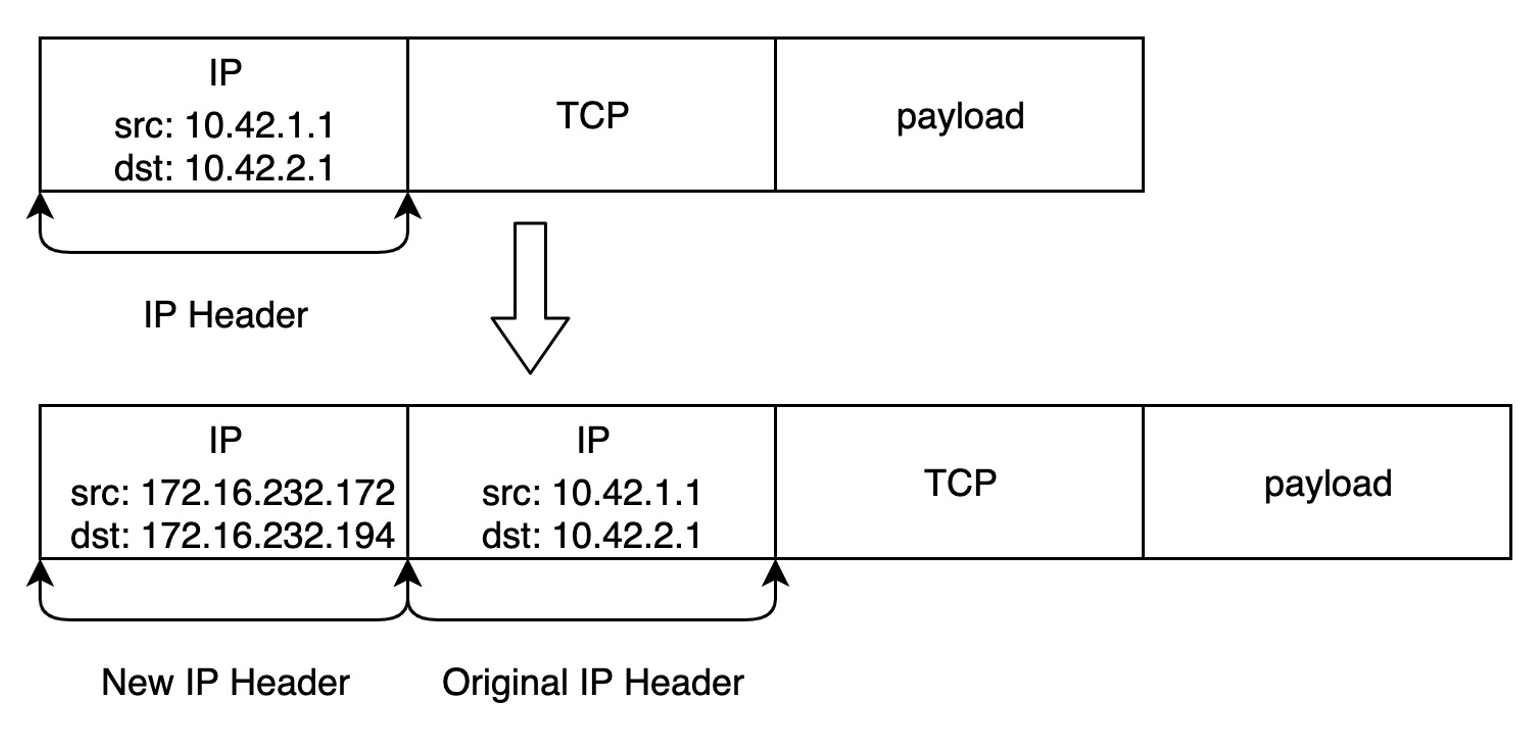 IP
src: 10.42.1.1
dst: 10.42.2.1
TCP
payload
IP Header
IP
src: 172.16.232.172
dst: 172.16.232.194
IP
src: 10.42.1.1
dst: 10.42.2.1
TCP
payload
New IP Header
Original IP Header